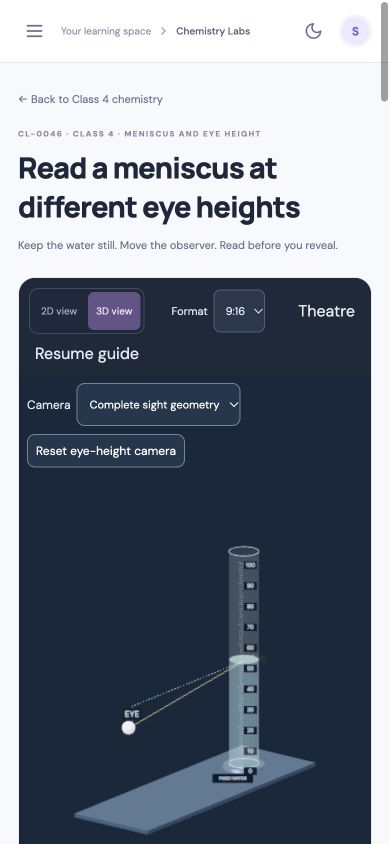 Your learning space > Chemistry Labs
S
← Back to Class 4 chemistry
CL-0046 · CLASS 4 · MENISCUS AND EYE HEIGHT
Read a meniscus at
different eye heights
Keep the water still. Move the observer. Read before you reveal.
2D view
3D view
Format
9:16
Theatre
Resume guide
Camera
Complete sight geometry
Reset eye-height camera
100
70
50
40
30
20
10
0
EYE
FIXED WATER